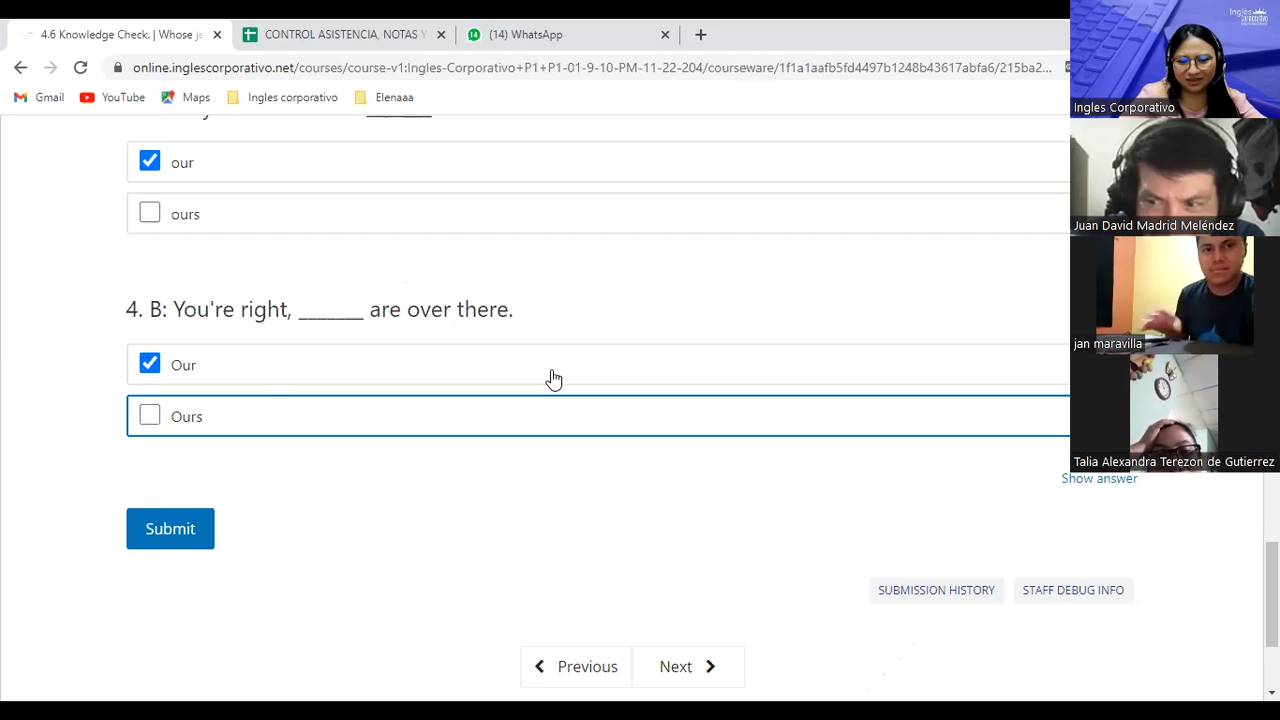 4.6 Knowledge Check. | Whose je
CONTROL ASISTENCIA, NOTAS Y
(14) WhatsApp
Ingles
CORPORATIVO
online.inglescorporativo.net/courses/course-v1:Ingles-Corporativo+P1+P1-01-9-10-PM-11-22-204/courseware/1f1a1aafb5fd4497b1248b43617abfa6/215ba2...
Gmail
YouTube
Maps
Ingles corporativo
Elenaaa
Ingles Corporativo
our
ours
Juan David Madrid Meléndez
4. B: You're right, _______ are over there.
jan maravilla
Our
Ours
Talia Alexandra Terezon de Gutierrez
Show answer
Submit
SUBMISSION HISTORY
STAFF DEBUG INFO
Previous
Next